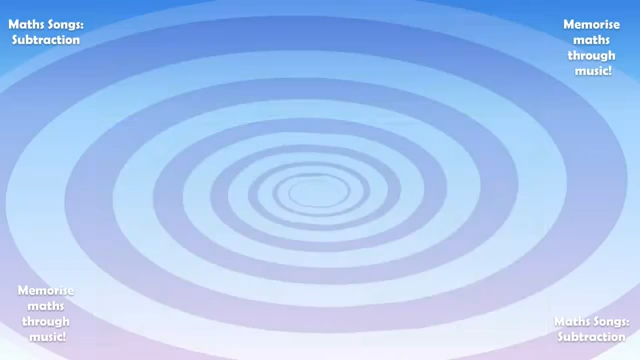 Maths Songs:
Subtraction
Memorise
maths
through
music!
Memorise
maths
through
music!
Maths Songs:
Subtraction